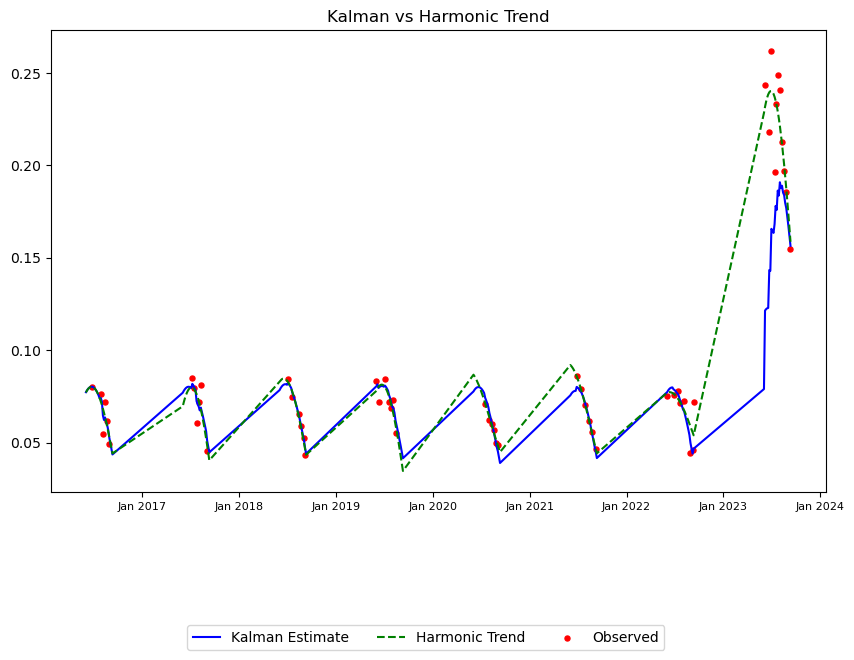 Kalman vs Harmonic Trend
0.25
0.20
0.15
0.10
0.05
Jan 2017 Jan 2018 Jan 2019 Jan 2020 Jan 2021 Jan 2022 Jan 2023 Jan 2024
Kalman Estimate Harmonic Trend Observed